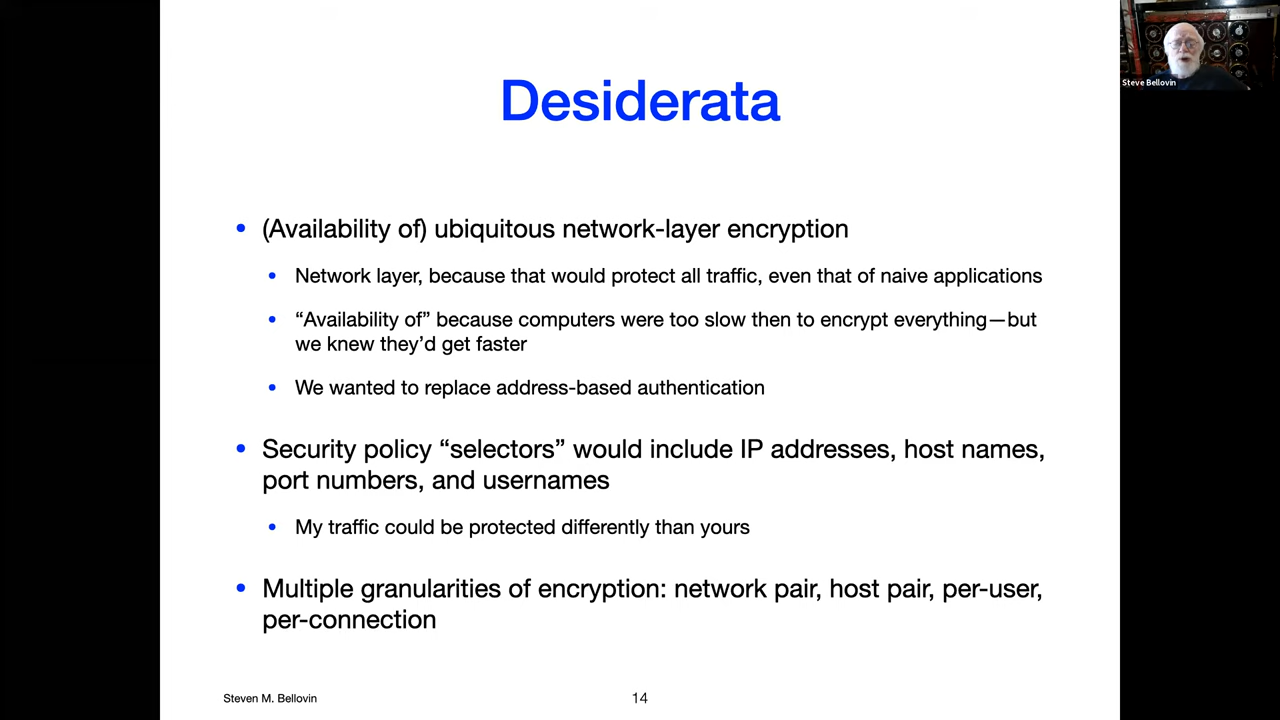 Desiderata
Steve Bellovin
• (Availability of) ubiquitous network-layer encryption
• Network layer, because that would protect all traffic, even that of naive applications
• “Availability of” because computers were too slow then to encrypt everything—but
we knew they’d get faster
• We wanted to replace address-based authentication
• Security policy “selectors” would include IP addresses, host names,
port numbers, and usernames
• My traffic could be protected differently than yours
• Multiple granularities of encryption: network pair, host pair, per-user,
per-connection
Steven M. Bellovin
14